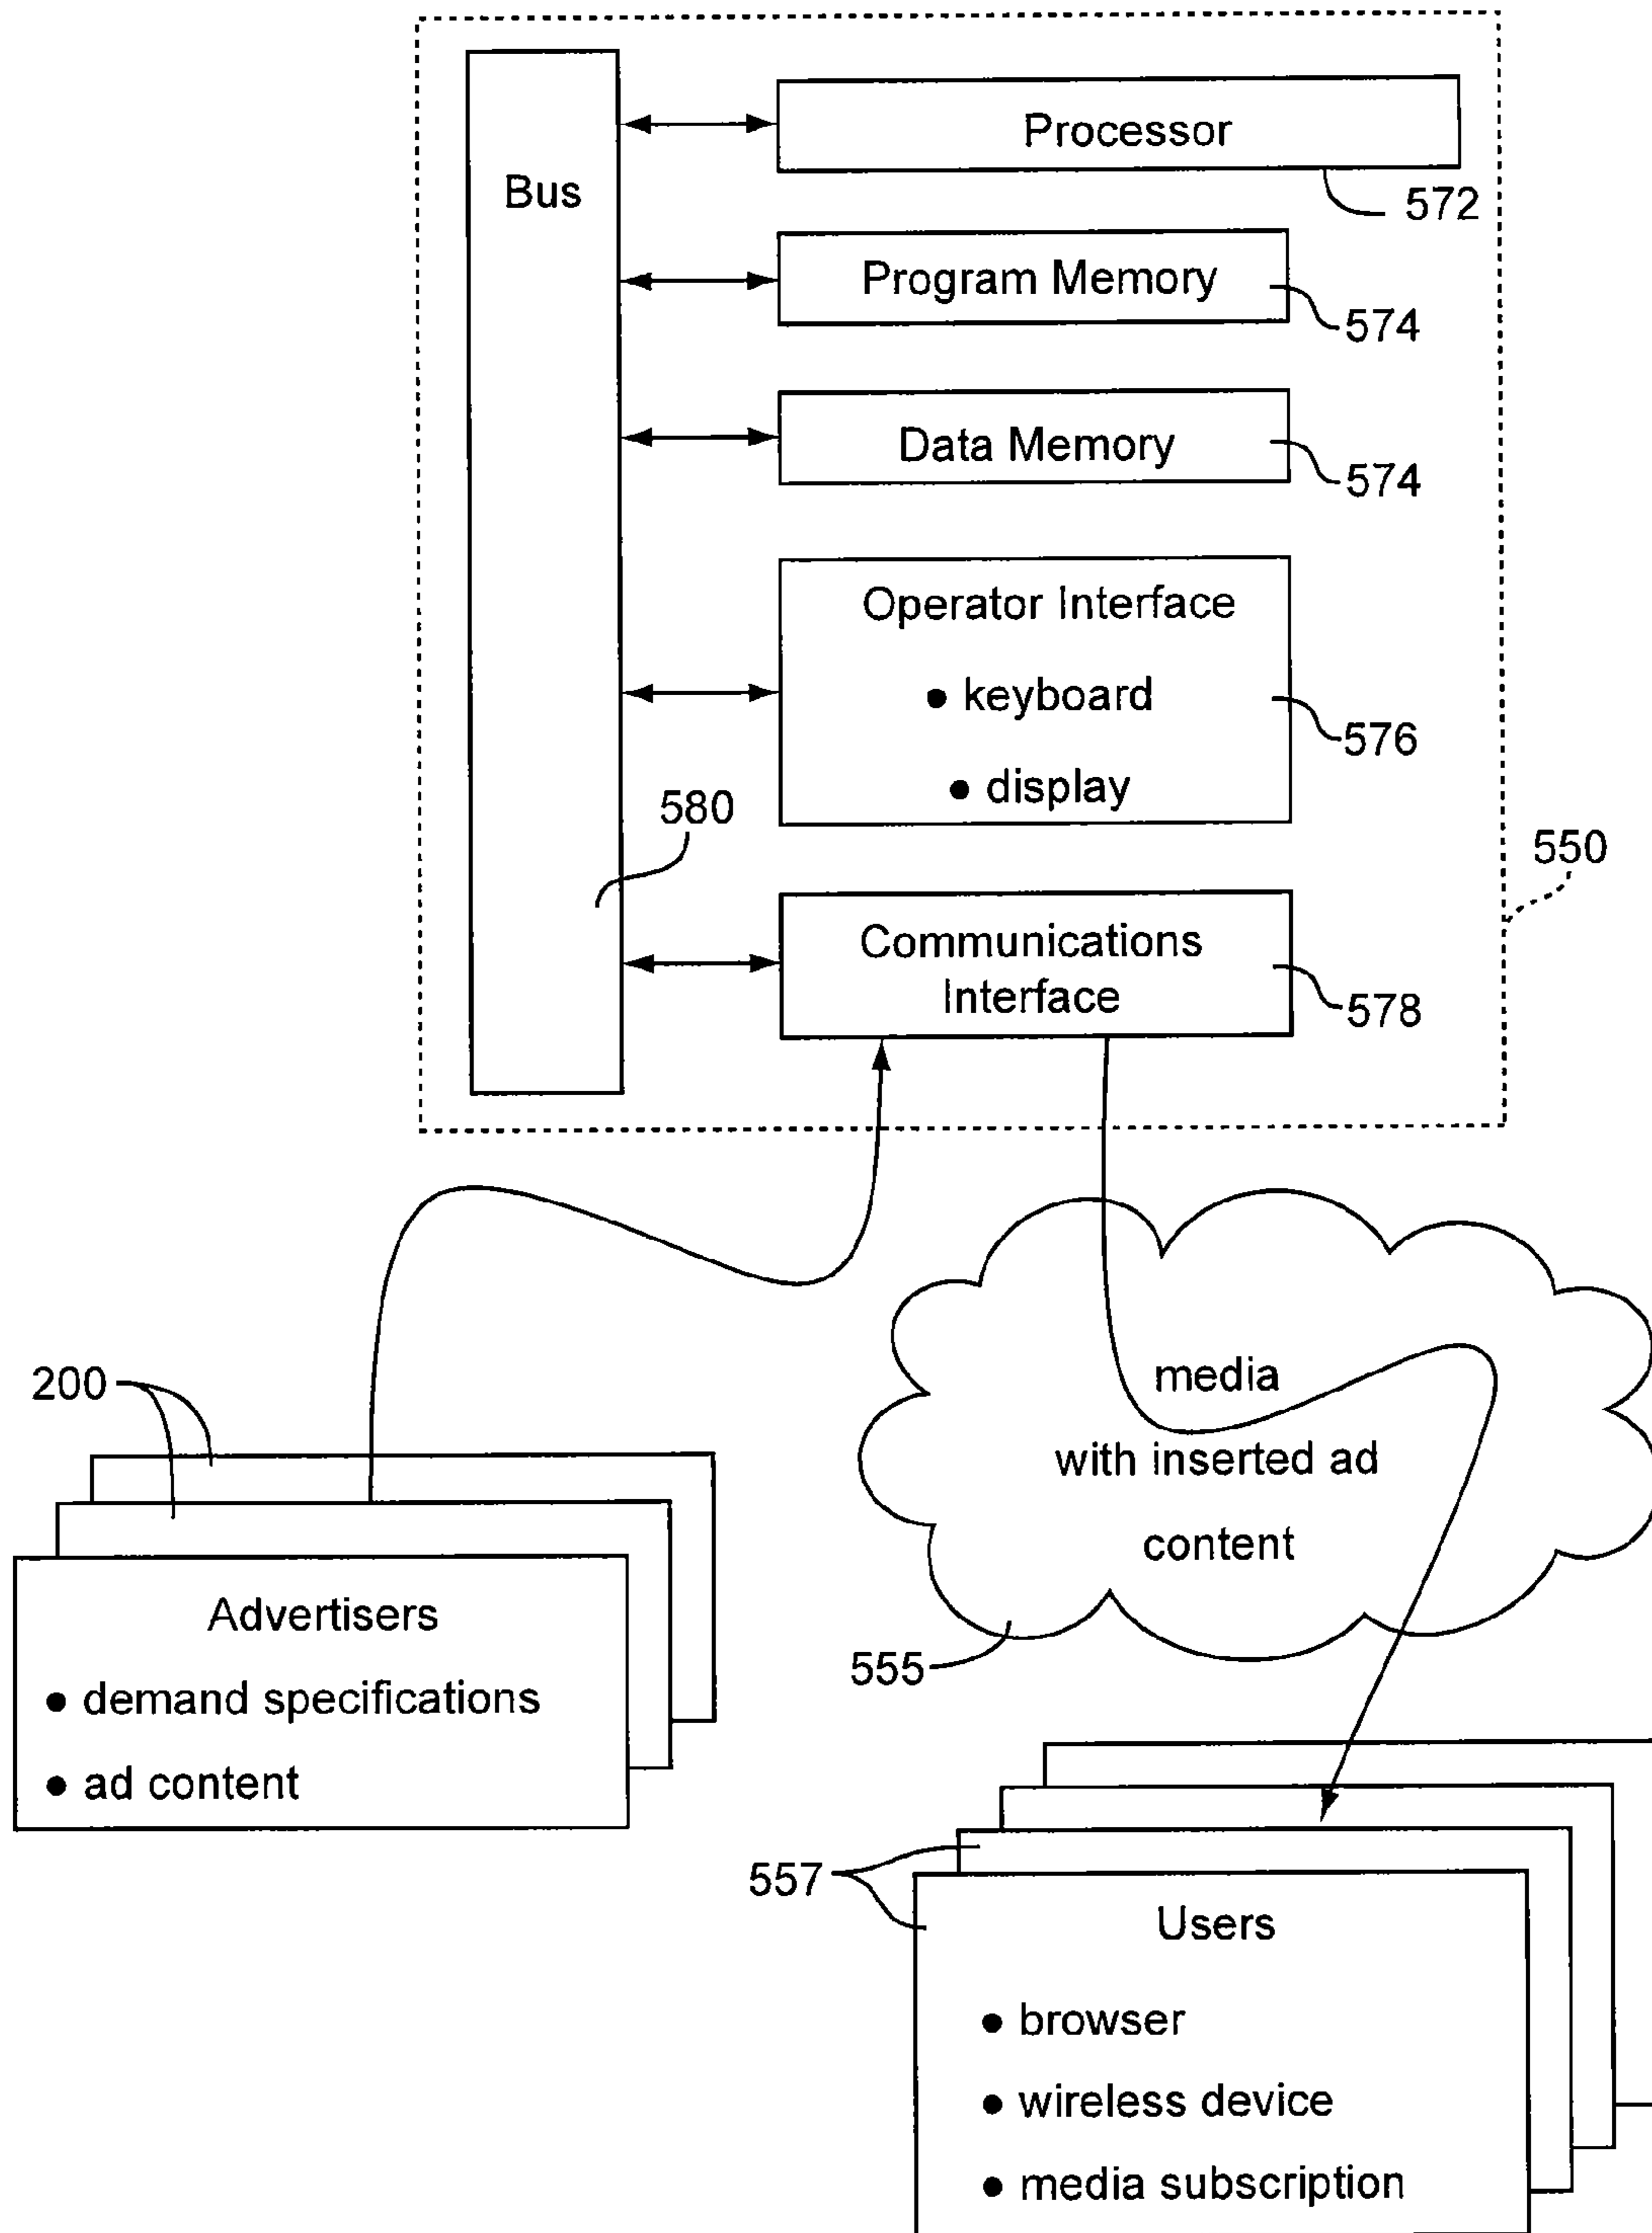 Bus
Processor
572
Program Memory
574
Data Memory
574
Operator Interface
● keyboard
● display
576
580
550
Communications
Interface
578
200
media
with inserted ad
content
555
Advertisers
● demand specifications
● ad content
557
Users
● browser
● wireless device
● media subscription